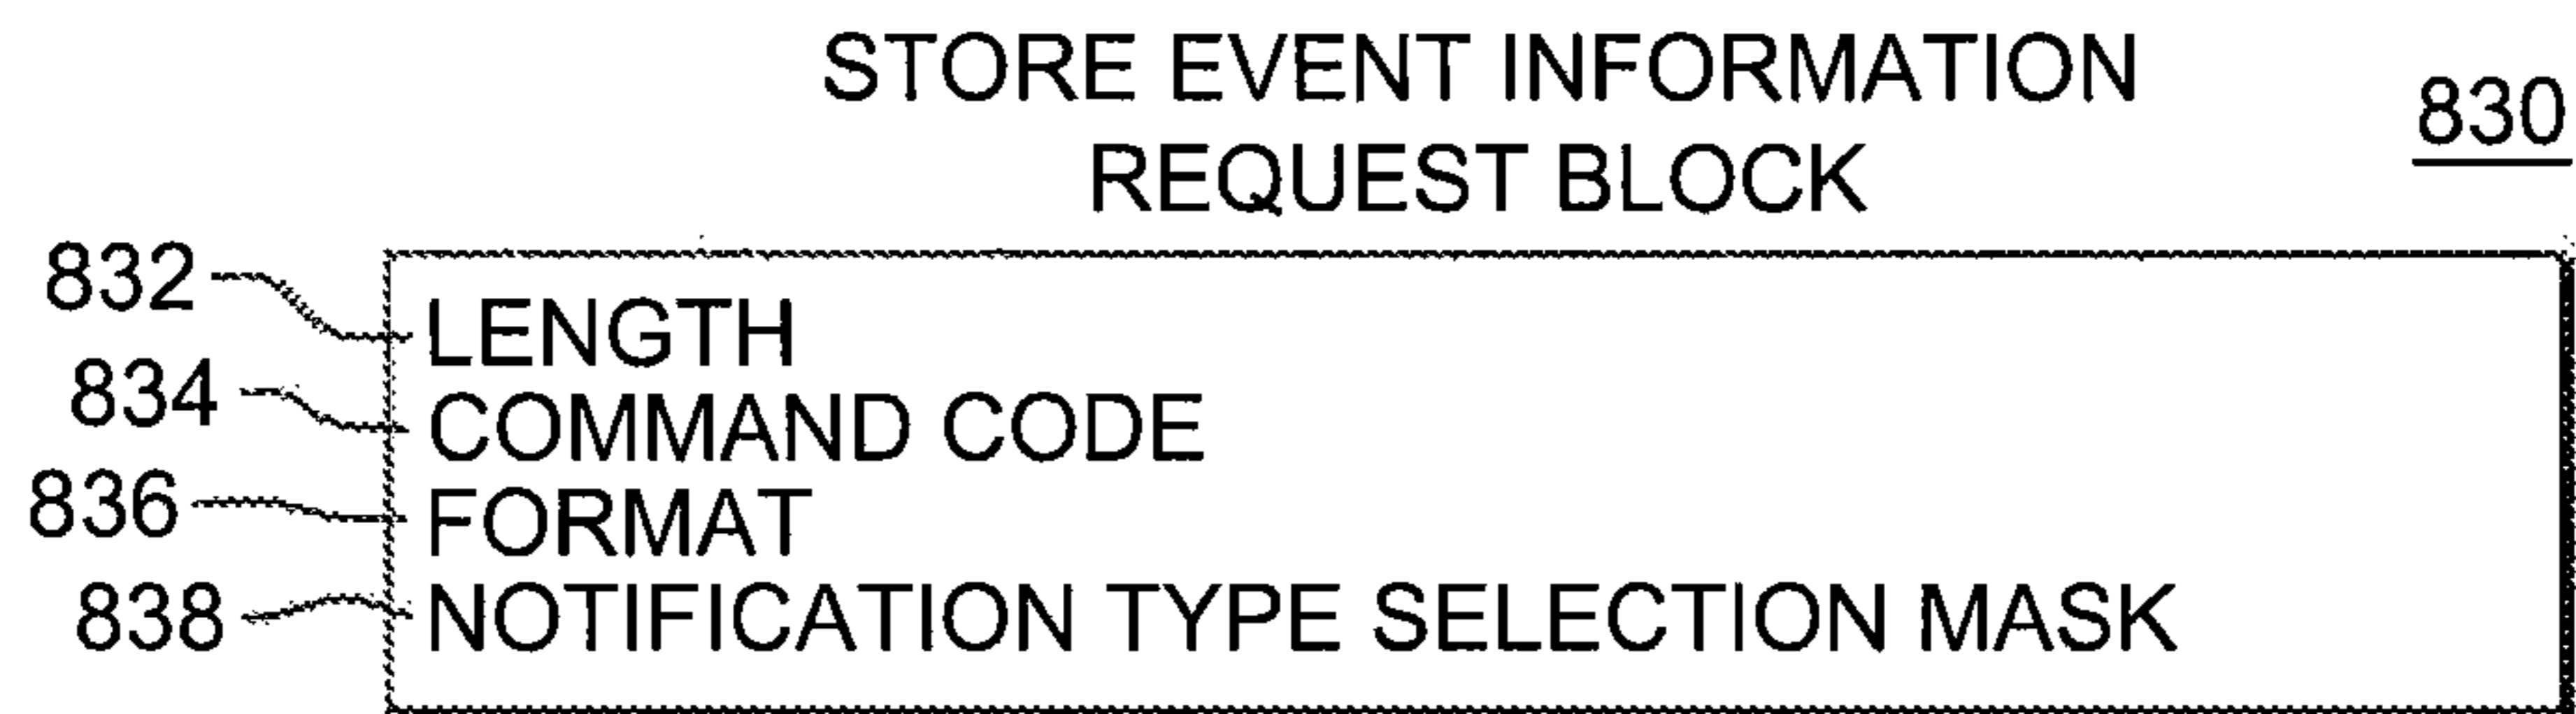 STORE EVENT INFORMATION
REQUEST BLOCK
830
832 LENGTH
834 COMMAND CODE
836 FORMAT
838 NOTIFICATION TYPE SELECTION MASK